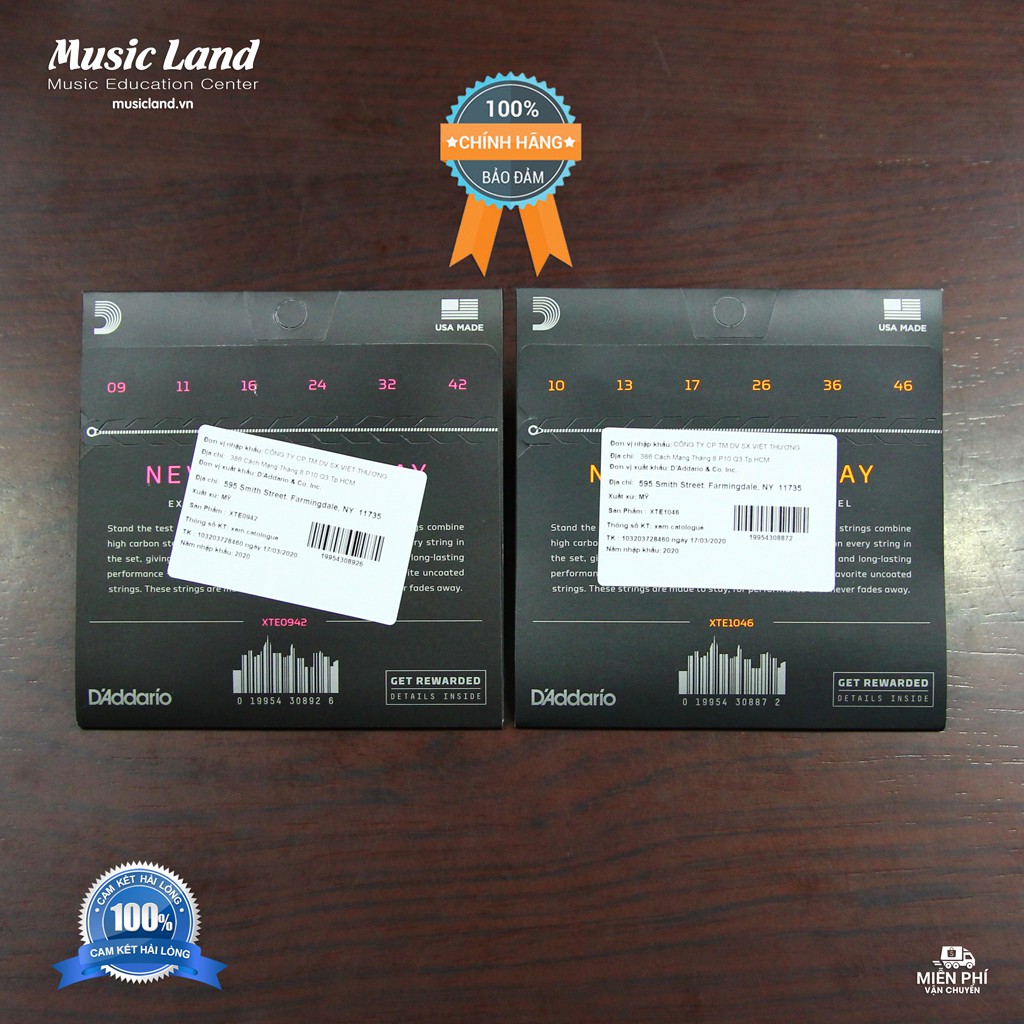 Music Land
Music Education Center
musicland.vn
100%
CHÍNH HÃNG
BẢO ĐẢM
USA MADE
09 11 16 24 32 42
Đơn vị nhập khẩu: CÔNG TY CP TM DV SX VIỆT THƯƠNG
Địa chỉ: 386 Cách Mạng Tháng 8 P10 Q3 Tp HCM
Đơn vị xuất khẩu: D'Addario & Co. Inc.
Địa chỉ: 595 Smith Street. Farmingdale, NY 11735
Xuất xứ: MỸ
Sản Phẩm : XTE0942
Thông số KT: xem catologue
TK : 103203728460 ngày 17/03/2020
Năm nhập khẩu: 2020
19954308926
Stand the test combine
high carbon every string in
the set, long-lasting
performance uncoated
strings. These strings are fades away.
XTE0942
D'Addario
0 19954 30892 6
GET REWARDED
DETAILS INSIDE
USA MADE
10 13 17 26 36 46
Đơn vị nhập khẩu: CÔNG TY CP TM DV SX VIỆT THƯƠNG
Địa chỉ: 386 Cách Mạng Tháng 8 P10 Q3 Tp HCM
Đơn vị xuất khẩu: D'Addario & Co. Inc.
Địa chỉ: 595 Smith Street. Farmingdale, NY 11735
Xuất xứ: MỸ
Sản Phẩm : XTE1046
Thông số KT: xem catologue
TK : 103203728460 ngày 17/03/2020
Năm nhập khẩu: 2020
19954308872
Stand the test strings combine
high carbon every string in
the set, and long-lasting
performance favorite uncoated
strings. These strings are made to stay, for performance never fades away.
XTE1046
D'Addario
0 19954 30887 2
GET REWARDED
DETAILS INSIDE
CAM KẾT HÀI LÒNG
100%
CAM KẾT HÀI LÒNG
MIỄN PHÍ
VẬN CHUYỂN